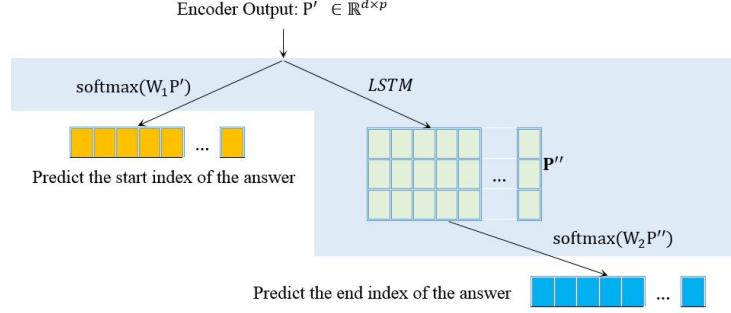 Encoder Output: P′ ∈ ℝᵈˣᵖ
softmax(W₁P′)
LSTM
...
Predict the start index of the answer
...
P′′
softmax(W₂P′′)
Predict the end index of the answer
...